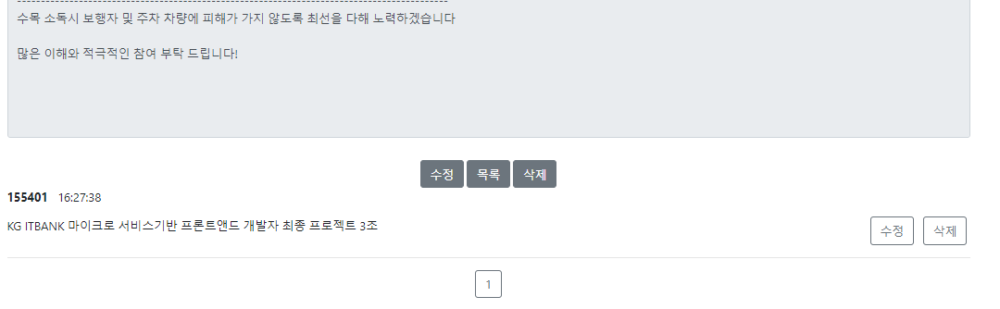 수목 소독시 보행자 및 주차 차량에 피해가 가지 않도록 최선을 다해 노력하겠습니다
많은 이해와 적극적인 참여 부탁 드립니다!
수정 목록 삭제
155401 16:27:38
KG ITBANK 마이크로 서비스기반 프론트앤드 개발자 최종 프로젝트 3조 수정 삭제
1